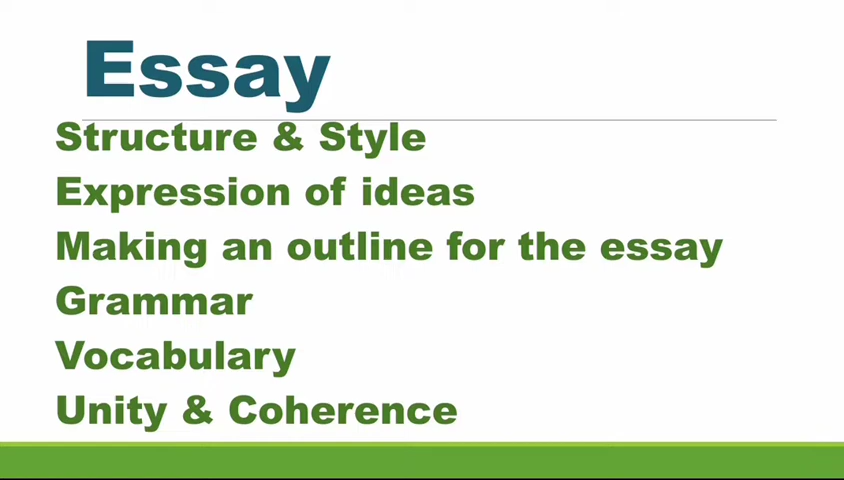 Essay
Structure & Style
Expression of ideas
Making an outline for the essay
Grammar
Vocabulary
Unity & Coherence